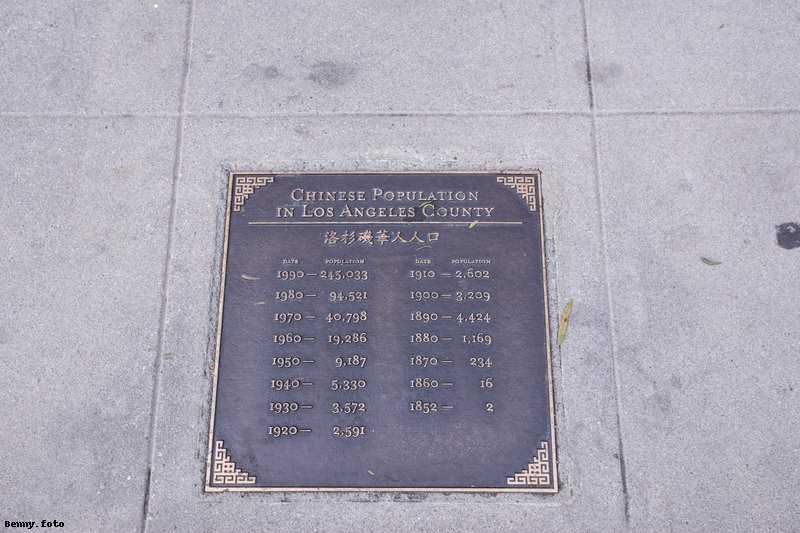 CHINESE POPULATION
IN LOS ANGELES COUNTY
洛杉磯華人人口
DATE POPULATION
1990 — 245,033
1980 — 94,521
1970 — 40,798
1960 — 19,286
1950 — 9,187
1940 — 5,330
1930 — 3,572
1920 — 2,591
DATE POPULATION
1910 — 2,602
1900 — 3,209
1890 — 4,424
1880 — 1,169
1870 — 234
1860 — 16
1852 — 2
Benny.foto